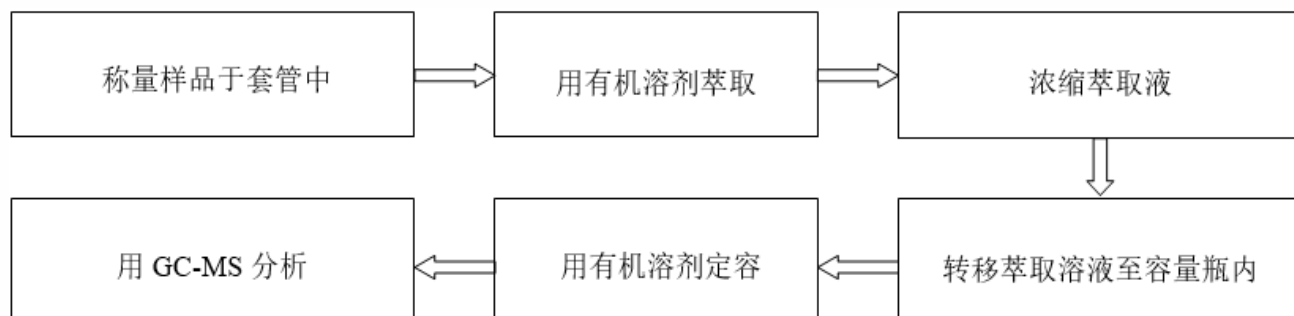 称量样品于套管中
用有机溶剂萃取
浓缩萃取液
转移萃取溶液至容量瓶内
用有机溶剂定容
用 GC-MS 分析